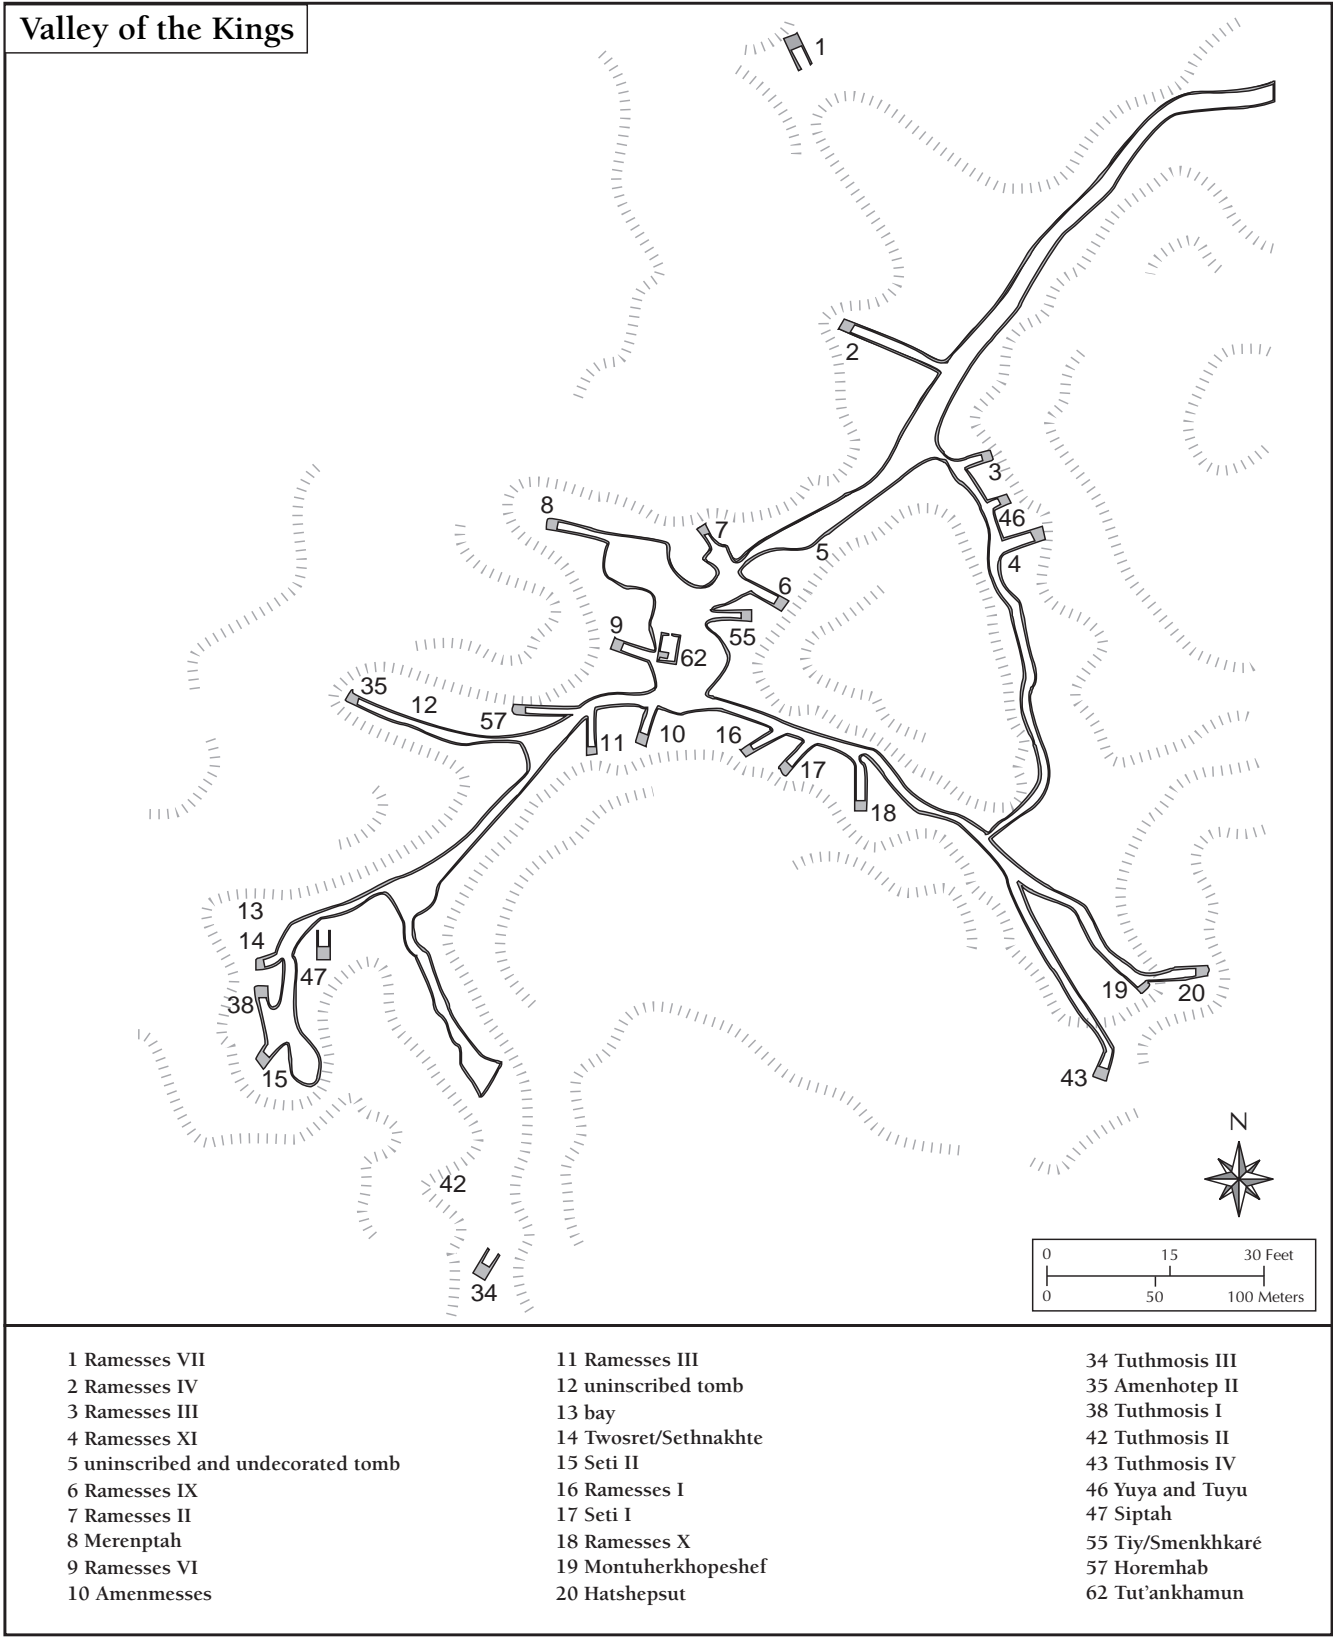 Valley of the Kings
1
2
3
46
8
7
5
4
6
55
9
62
35
12
57
11
10
16
17
18
13
14
47
38
19
20
15
43
N
42
34
0 15 30 Feet
0 50 100 Meters
1 Ramesses VII
2 Ramesses IV
3 Ramesses III
4 Ramesses XI
5 uninscribed and undecorated tomb
6 Ramesses IX
7 Ramesses II
8 Merenptah
9 Ramesses VI
10 Amenmesses
11 Ramesses III
12 uninscribed tomb
13 bay
14 Twosret/Sethnakhte
15 Seti II
16 Ramesses I
17 Seti I
18 Ramesses X
19 Montuherkhopeshef
20 Hatshepsut
34 Tuthmosis III
35 Amenhotep II
38 Tuthmosis I
42 Tuthmosis II
43 Tuthmosis IV
46 Yuya and Tuyu
47 Siptah
55 Tiy/Smenkhkaré
57 Horemhab
62 Tut'ankhamun